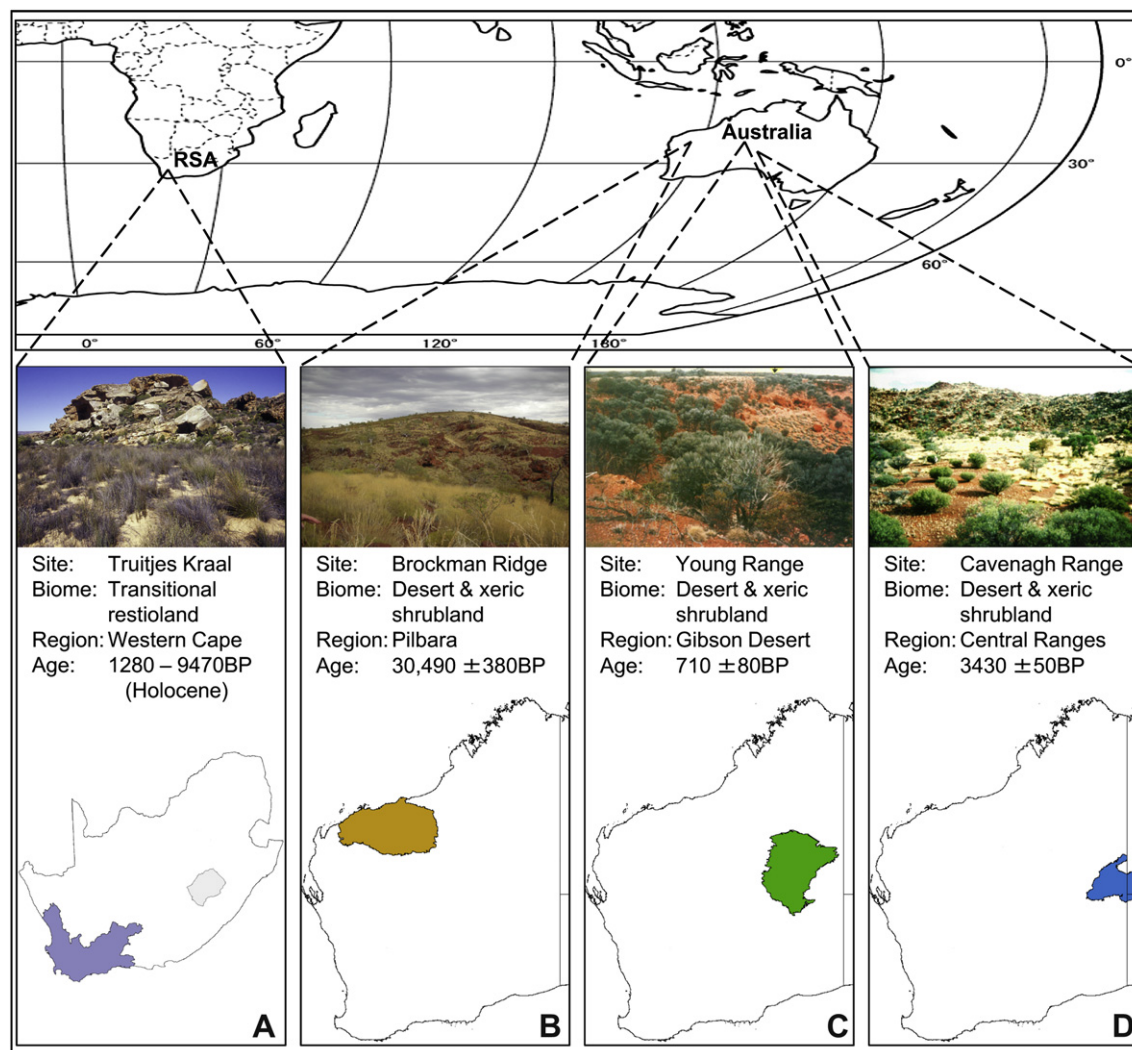 0°
Australia
RSA
30°
60°
0°
60°
120°
180°
Site: Truitjes Kraal
Biome: Transitional
restioland
Region: Western Cape
Age: 1280 – 9470BP
(Holocene)
A
Site: Brockman Ridge
Biome: Desert & xeric
shrubland
Region: Pilbara
Age: 30,490 ±380BP
B
Site: Young Range
Biome: Desert & xeric
shrubland
Region: Gibson Desert
Age: 710 ±80BP
C
Site: Cavenagh Range
Biome: Desert & xeric
shrubland
Region: Central Ranges
Age: 3430 ±50BP
D